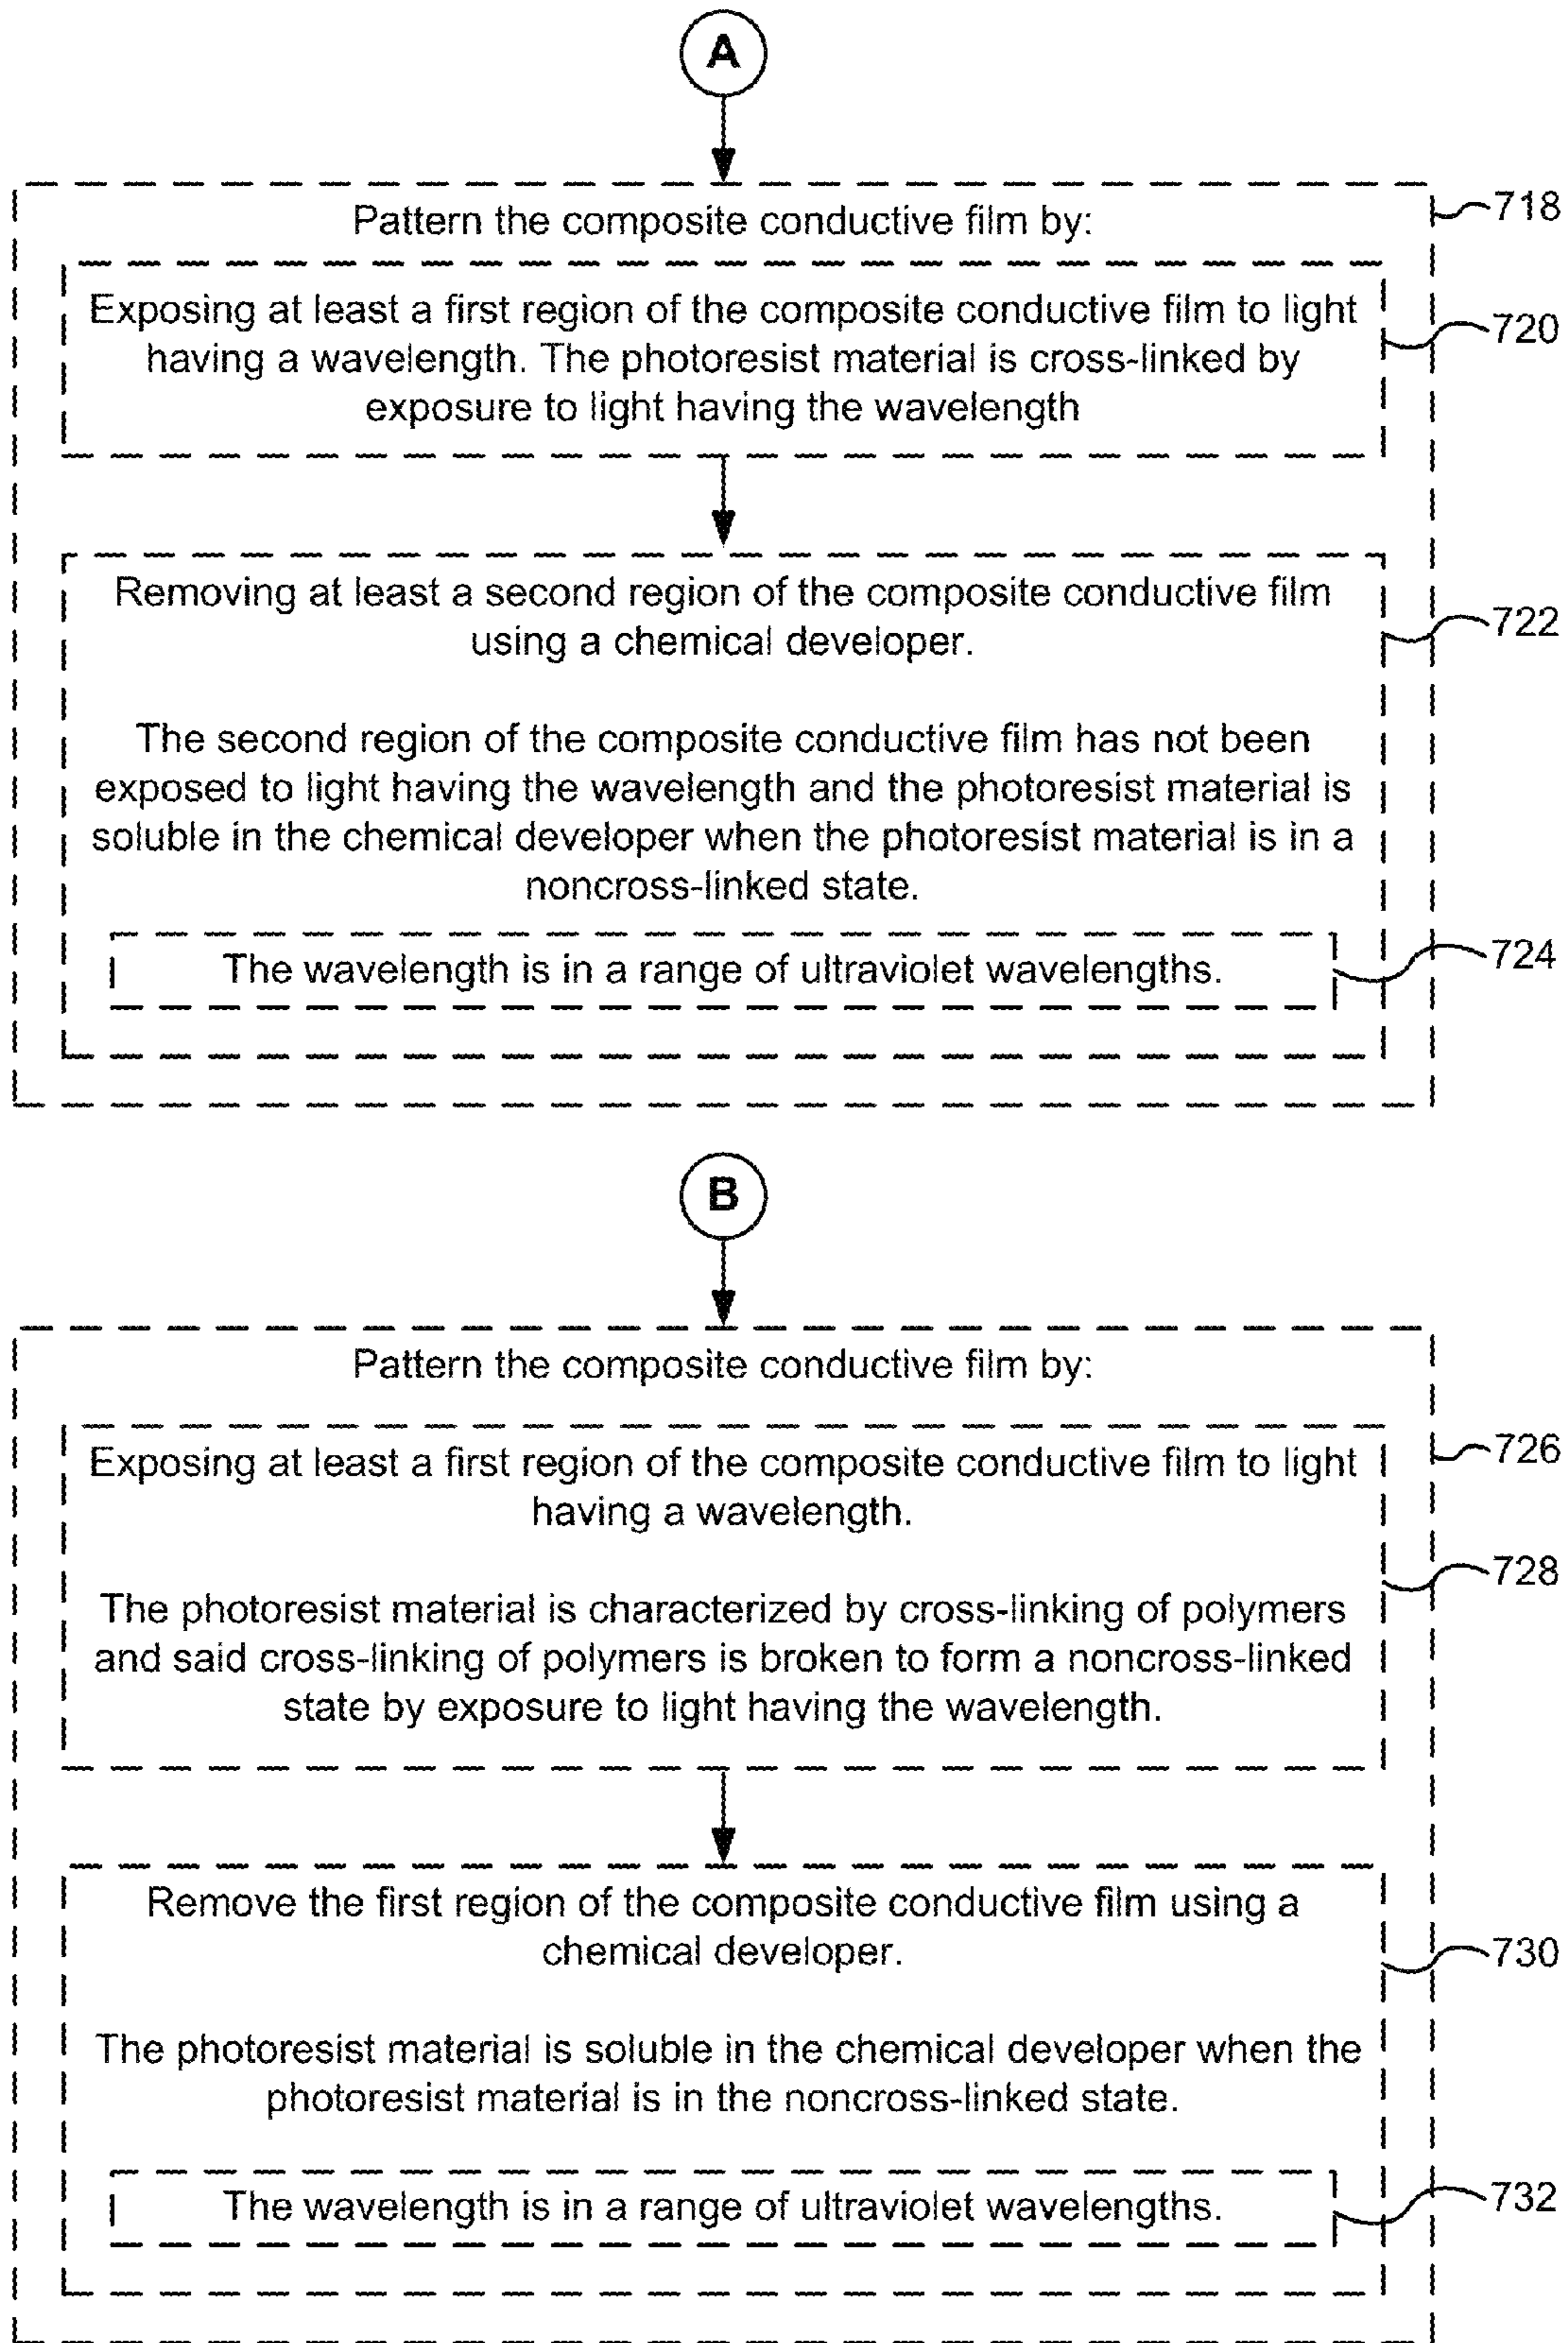 A
Pattern the composite conductive film by:
718
Exposing at least a first region of the composite conductive film to light
having a wavelength. The photoresist material is cross-linked by
exposure to light having the wavelength
720
Removing at least a second region of the composite conductive film
using a chemical developer.
722
The second region of the composite conductive film has not been
exposed to light having the wavelength and the photoresist material is
soluble in the chemical developer when the photoresist material is in a
noncross-linked state.
The wavelength is in a range of ultraviolet wavelengths.
724
B
Pattern the composite conductive film by:
726
Exposing at least a first region of the composite conductive film to light
having a wavelength.
728
The photoresist material is characterized by cross-linking of polymers
and said cross-linking of polymers is broken to form a noncross-linked
state by exposure to light having the wavelength.
Remove the first region of the composite conductive film using a
chemical developer.
730
The photoresist material is soluble in the chemical developer when the
photoresist material is in the noncross-linked state.
The wavelength is in a range of ultraviolet wavelengths.
732